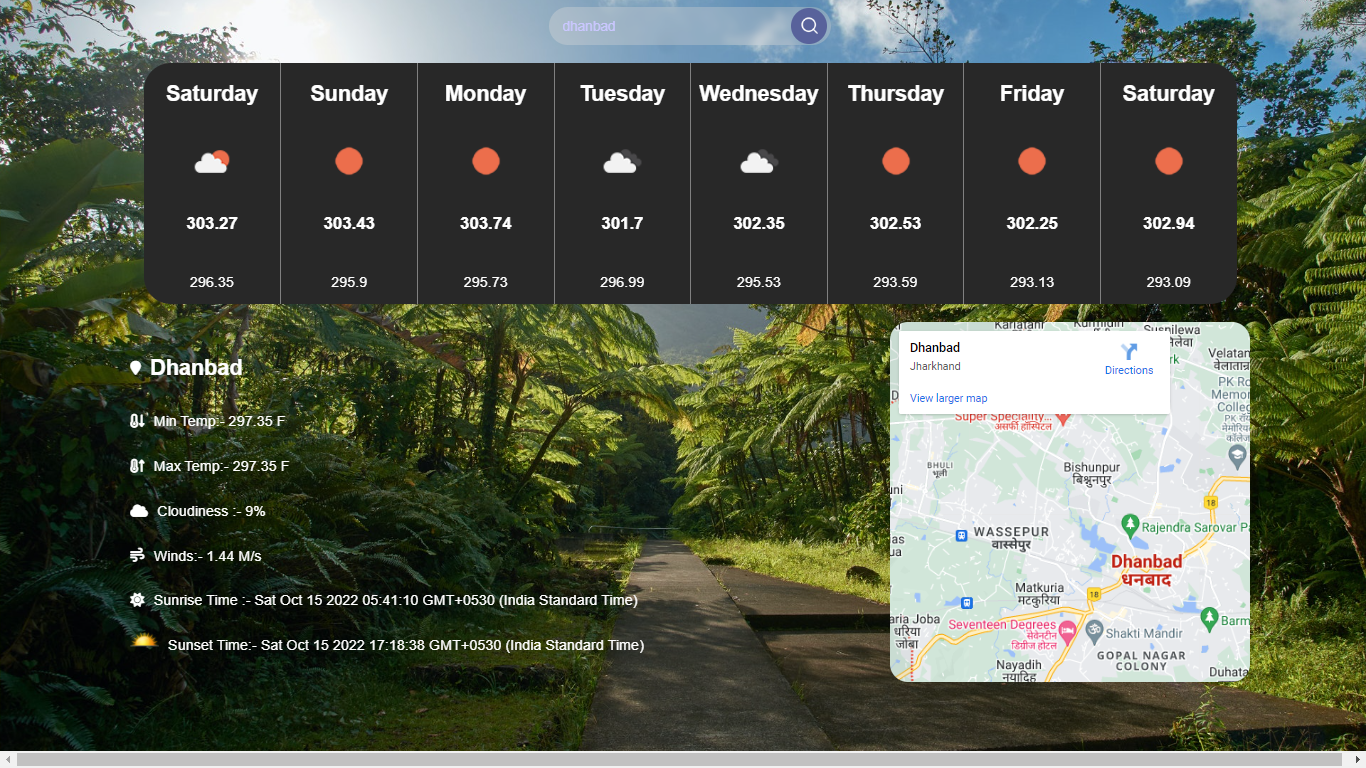 dhanbad
Saturday Sunday Monday Tuesday Wednesday Thursday Friday Saturday
303.27 303.43 303.74 301.7 302.35 302.53 302.25 302.94
296.35 295.9 295.73 296.99 295.53 293.59 293.13 293.09
Dhanbad
Min Temp:- 297.35 F
Max Temp:- 297.35 F
Cloudiness :- 9%
Winds:- 1.44 M/s
Sunrise Time :- Sat Oct 15 2022 05:41:10 GMT+0530 (India Standard Time)
Sunset Time:- Sat Oct 15 2022 17:18:38 GMT+0530 (India Standard Time)
Dhanbad
Jharkhand
Directions
View larger map
Velatan
PK Ro
Memor
Colleg
Super Speciality...
असर्फी हॉस्पिटल
BHULI
भूली
Bishunpur
बिशुनपुर
18
Rajendra Sarovar Pa
WASSEPUR
वास्सेपुर
Dhanbad
धनबाद
Matkuria
मटकुरिया
18
aria Joba
धरिया
जोबा
Seventeen Degrees
सेवेनटीन
डिग्रीज होटल
Shakti Mandir
Barm
GOPAL NAGAR
COLONY
Nayadih
नयादिह
Duhata